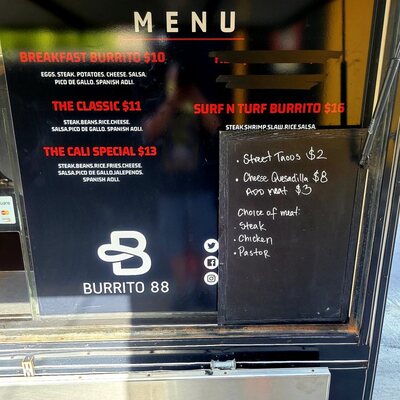 MENU
BREAKFAST BURRITO $10
EGGS. STEAK. POTATOES. CHEESE. SALSA.
PICO DE GALLO. SPANISH AOLI.
THE CLASSIC $11
STEAK.BEANS.RICE.CHEESE.
SALSA.PICO DE GALLO. SPANISH AOLI.
THE CALI SPECIAL $13
STEAK.BEANS.RICE.FRIES.CHEESE.
SALSA.PICO DE GALLO.JALEPENOS.
SPANISH AOLI.
SURF N TURF BURRITO $16
STEAK.SHRIMP.SLAW.RICE.SALSA.
• Street Tacos $2
• Cheese Quesadilla $8
ADD meat $3
Choice of meat:
• Steak
• Chicken
• Pastor
B
BURRITO 88